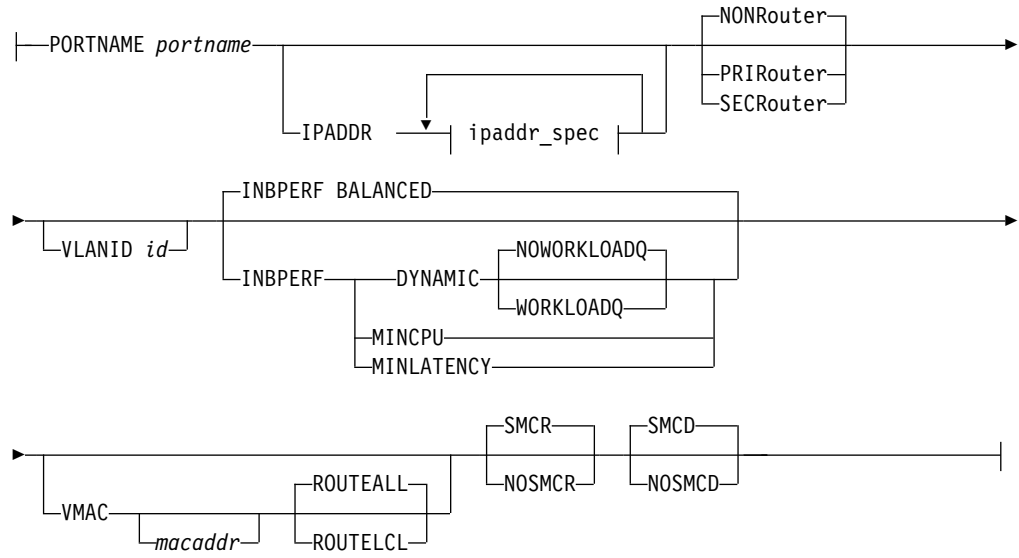 NONRouter
PORTNAME portname
PRIRouter
SECRouter
IPADDR ipaddr_spec
INBPERF BALANCED
VLANID id
NOWORKLOADQ
INBPERF DYNAMIC
WORKLOADQ
MINCPU
MINLATENCY
SMCR SMCD
VMAC ROUTEALL NOSMCR NOSMCD
macaddr ROUTELCL